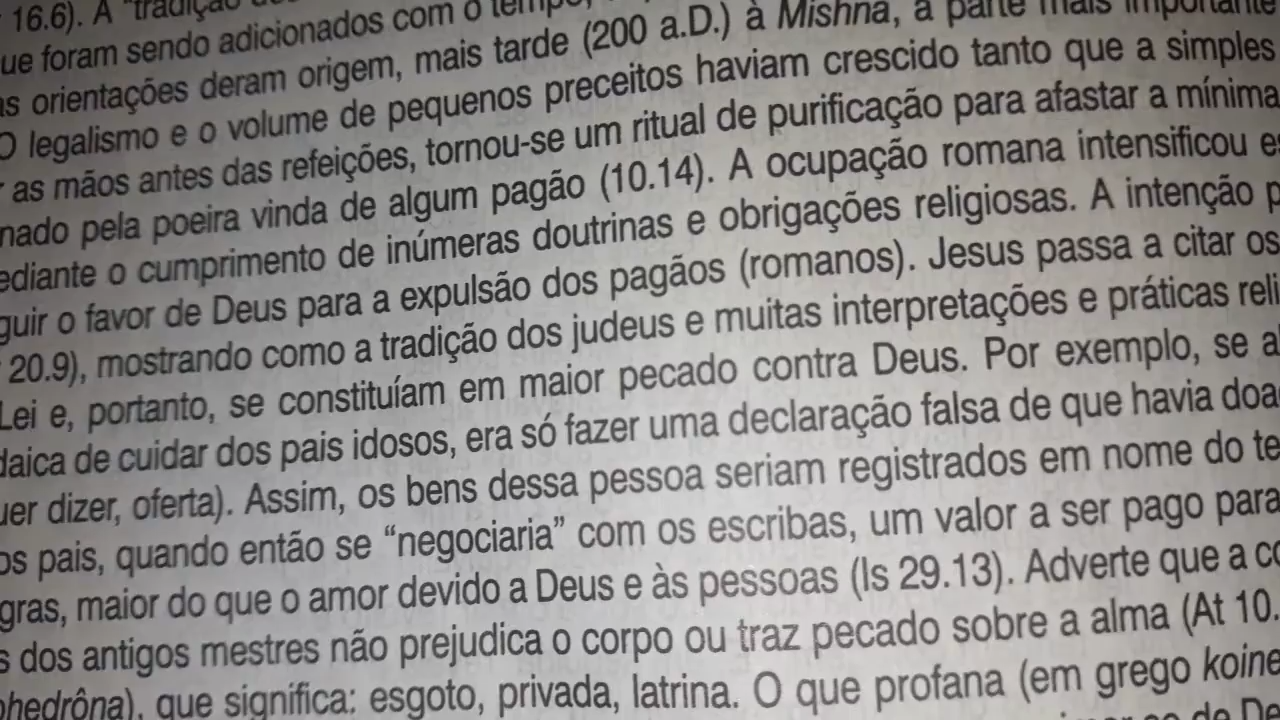 16.6). A “tradição
ue foram sendo adicionados com o tempo,
as orientações deram origem, mais tarde (200 a.D.) à Mishna, a parte mais importante
O legalismo e o volume de pequenos preceitos haviam crescido tanto que a simples
r as mãos antes das refeições, tornou-se um ritual de purificação para afastar a mínima
nado pela poeira vinda de algum pagão (10.14). A ocupação romana intensificou es
ediante o cumprimento de inúmeras doutrinas e obrigações religiosas. A intenção p
guir o favor de Deus para a expulsão dos pagãos (romanos). Jesus passa a citar os
20.9), mostrando como a tradição dos judeus e muitas interpretações e práticas reli
Lei e, portanto, se constituíam em maior pecado contra Deus. Por exemplo, se a
daica de cuidar dos pais idosos, era só fazer uma declaração falsa de que havia doa
uer dizer, oferta). Assim, os bens dessa pessoa seriam registrados em nome do te
os pais, quando então se “negociaria” com os escribas, um valor a ser pago para
gras, maior do que o amor devido a Deus e às pessoas (Is 29.13). Adverte que a co
s dos antigos mestres não prejudica o corpo ou traz pecado sobre a alma (At 10.
phedrôna), que significa: esgoto, privada, latrina. O que profana (em grego koine
de De